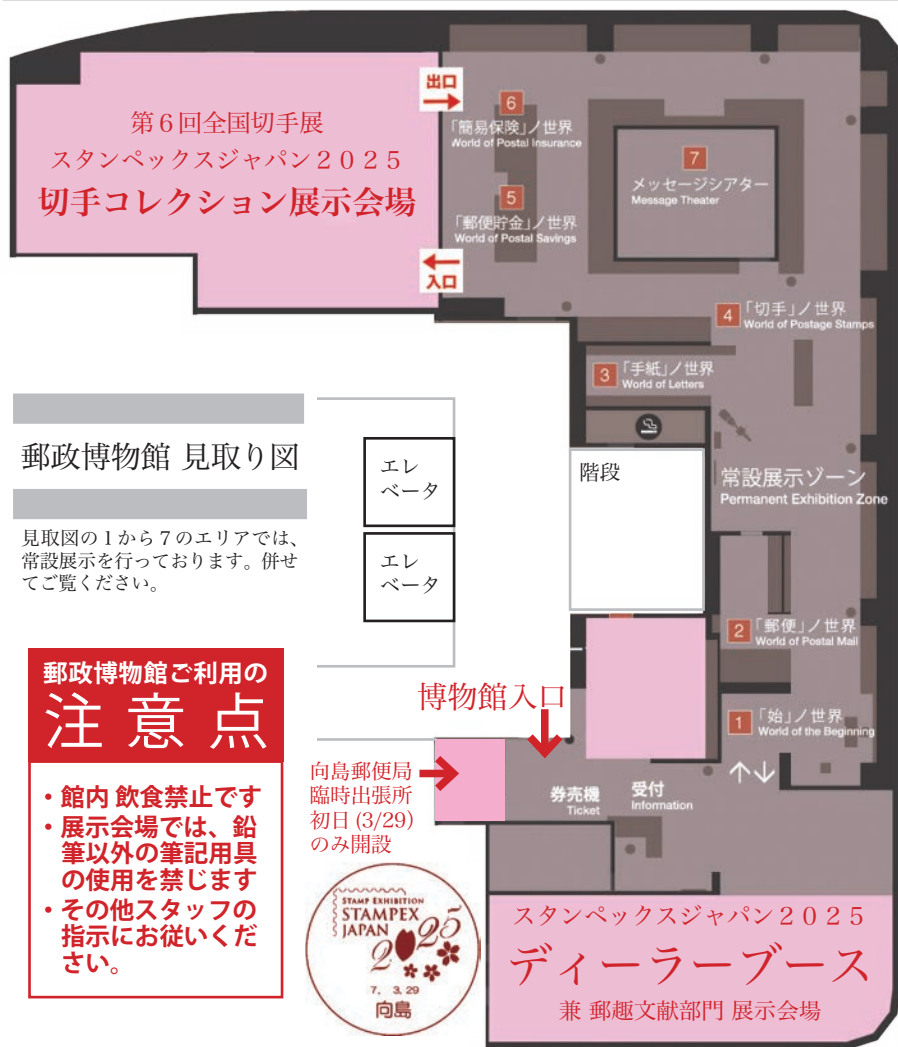 第６回全国切手展
スタンペックスジャパン２０２５
切手コレクション展示会場
出口
入口
6
「簡易保険」ノ世界
World of Postal Insurance
5
「郵便貯金」ノ世界
World of Postal Savings
7
メッセージシアター
Message Theater
4
「切手」ノ世界
World of Postage Stamps
3
「手紙」ノ世界
World of Letters
郵政博物館 見取り図
見取図の１から７のエリアでは、
常設展示を行っております。併せ
てご覧ください。
エレ
ベータ
エレ
ベータ
階段
常設展示ゾーン
Permanent Exhibition Zone
2
「郵便」ノ世界
World of Postal Mail
1
「始」ノ世界
World of the Beginning
郵政博物館ご利用の
注意点
・館内 飲食禁止です
・展示会場では、鉛
筆以外の筆記用具
の使用を禁じます
・その他スタッフの
指示にお従いくだ
さい。
博物館入口
向島郵便局
臨時出張所
初日 (3/29)
のみ開設
券売機
Ticket
受付
Information
STAMP EXHIBITION
STAMPEX
JAPAN
2025
7. 3.29
向島
スタンペックスジャパン２０２５
ディーラーブース
兼 郵趣文献部門 展示会場